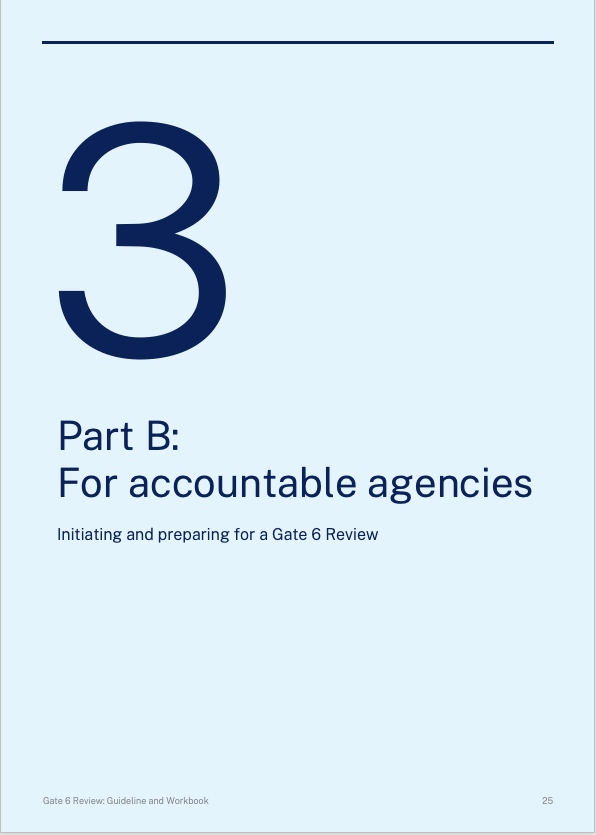 3
Part B:
For accountable agencies
Initiating and preparing for a Gate 6 Review
Gate 6 Review: Guideline and Workbook
25